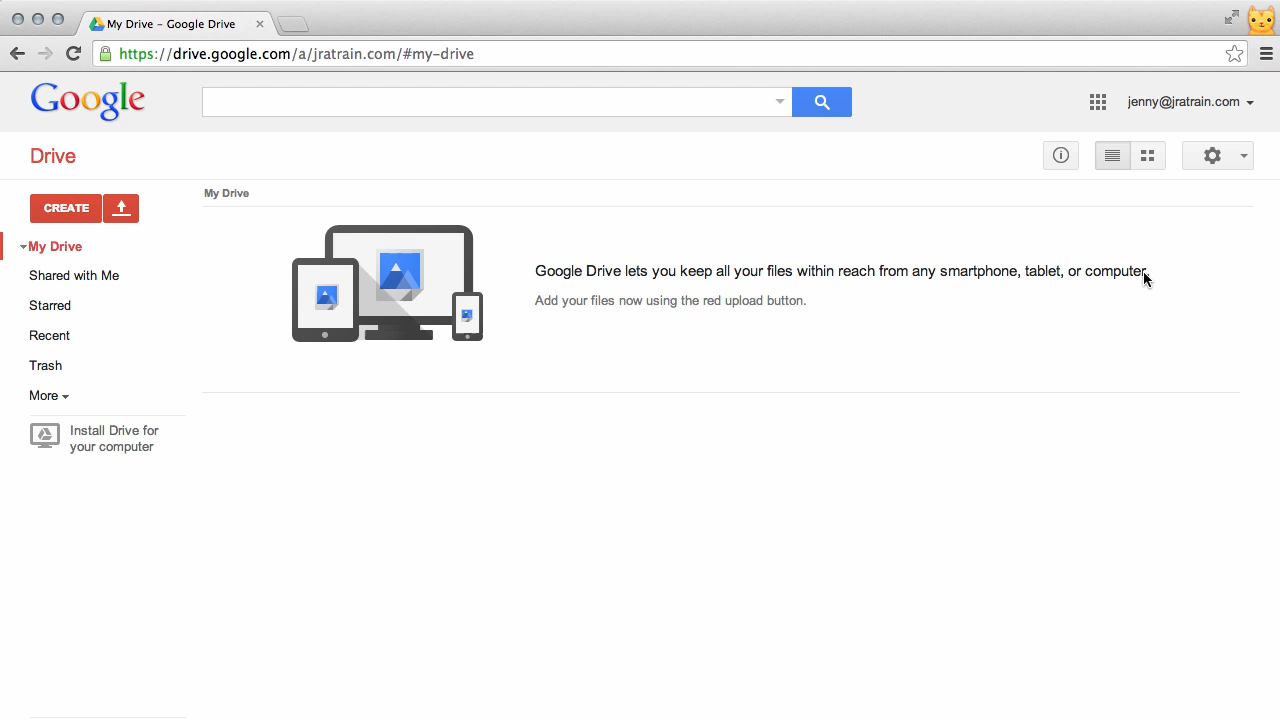 My Drive – Google Drive
https://drive.google.com/a/jratrain.com/#my-drive
Google
jenny@jratrain.com
Drive
CREATE
My Drive
My Drive
Shared with Me
Starred
Recent
Trash
More
Install Drive for
your computer
Google Drive lets you keep all your files within reach from any smartphone, tablet, or computer.
Add your files now using the red upload button.